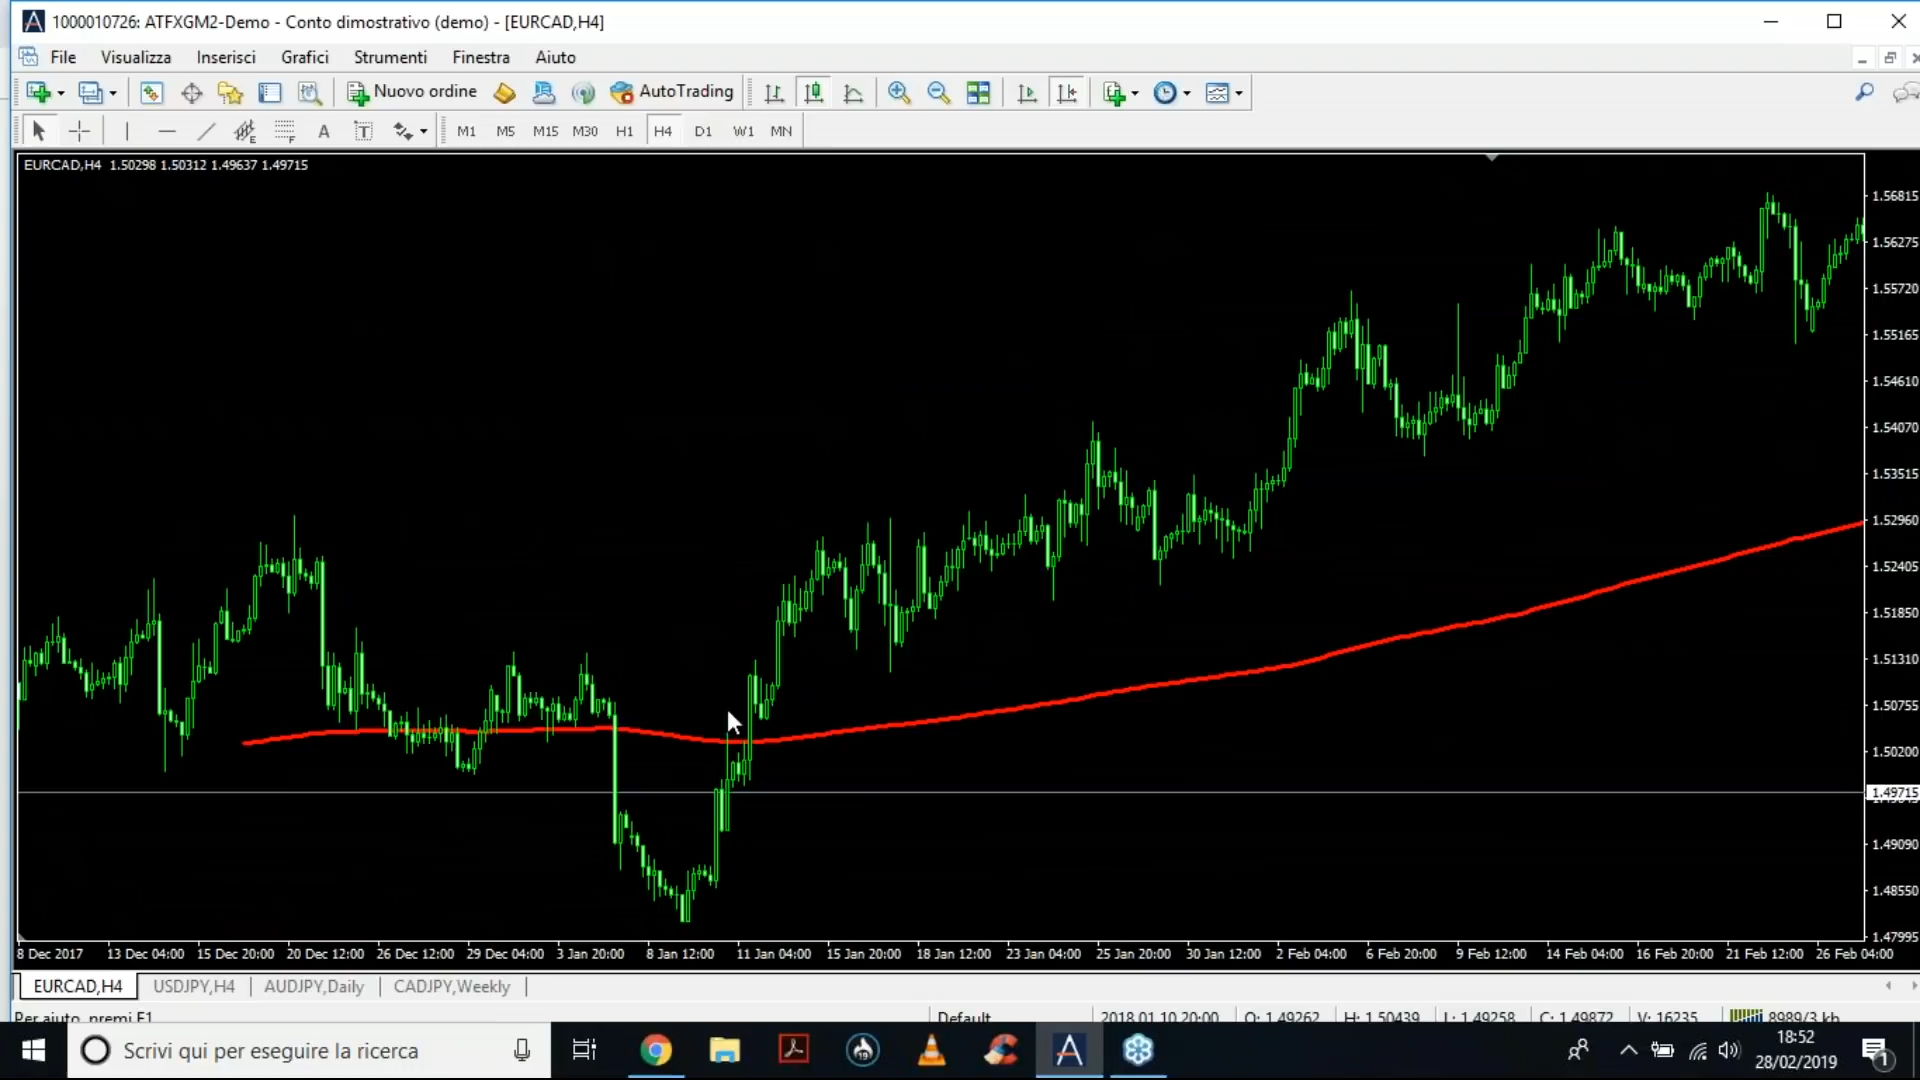 1000010726: ATFXGM2-Demo - Conto dimostrativo (demo) - [EURCAD,H4]
File Visualizza Inserisci Grafici Strumenti Finestra Aiuto
Nuovo ordine AutoTrading
A T M1 M5 M15 M30 H1 H4 D1 W1 MN
EURCAD,H4 1.50298 1.50312 1.49637 1.49715
1.56815
1.56275
1.55720
1.55165
1.54610
1.54070
1.53515
1.52960
1.52405
1.51850
1.51310
1.50755
1.50200
1.49715
1.49090
1.48550
1.47995
8 Dec 2017 13 Dec 04:00 15 Dec 20:00 20 Dec 12:00 26 Dec 12:00 29 Dec 04:00 3 Jan 20:00 8 Jan 12:00 11 Jan 04:00 15 Jan 20:00 18 Jan 12:00 23 Jan 04:00 25 Jan 20:00 30 Jan 12:00 2 Feb 04:00 6 Feb 20:00 9 Feb 12:00 14 Feb 04:00 16 Feb 20:00 21 Feb 12:00 26 Feb 04:00
EURCAD,H4 USDJPY,H4 AUDJPY,Daily CADJPY,Weekly
Per aiuto, premi F1 Default 2018.01.10 20:00 O: 1.49262 H: 1.50439 L: 1.49258 C: 1.49872 V: 16235 8989/3 kb
Scrivi qui per eseguire la ricerca
18:52
28/02/2019
1